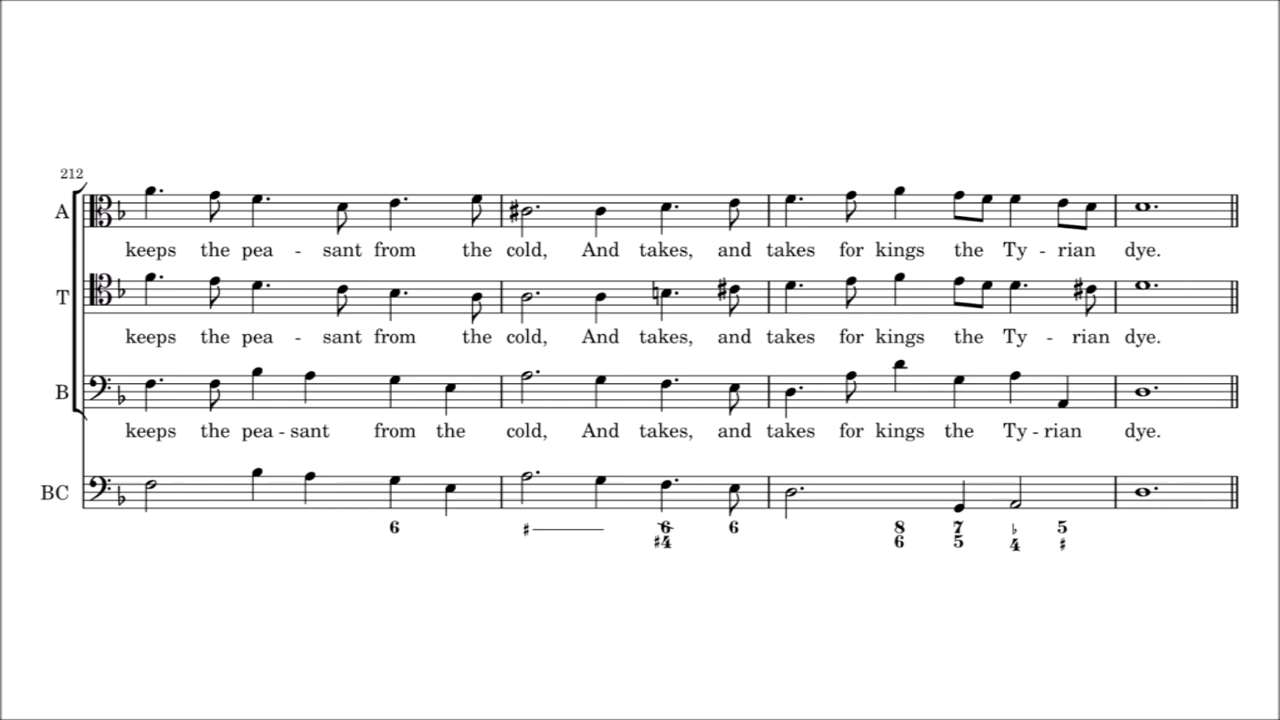 212
A
keeps the pea - sant from the cold, And takes, and takes for kings the Ty - rian dye.
T
keeps the pea - sant from the cold, And takes, and takes for kings the Ty - rian dye.
B
keeps the pea - sant from the cold, And takes, and takes for kings the Ty - rian dye.
BC
6 ♯ 6 6 8 7 ♭ 5
♯4 6 5 4 ♯